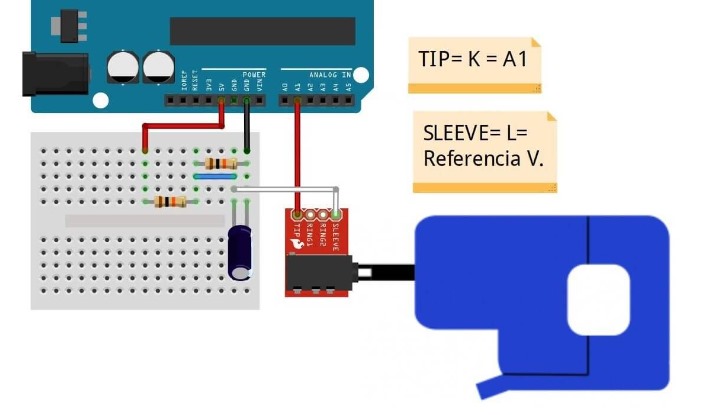 IOREF
RESET
3V3
5V
GND
GND
VIN
POWER
ANALOG IN
A0
A1
A2
A3
A4
A5
TIP= K = A1
SLEEVE= L=
Referencia V.
TIP
RING1
RING2
SLEEVE